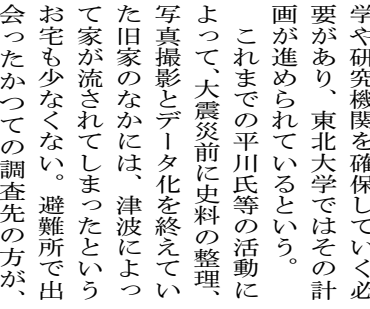 学や研究機関を確保していく必
要があり、東北大学ではその計
画が進められているという。
これまでの平川氏等の活動に
よって、大震災前に史料の整理、
写真撮影とデータ化を終えてい
た旧家のなかには、津波によっ
て家が流されてしまったという
お宅も少なくない。避難所で出
会ったかつての調査先の方が、